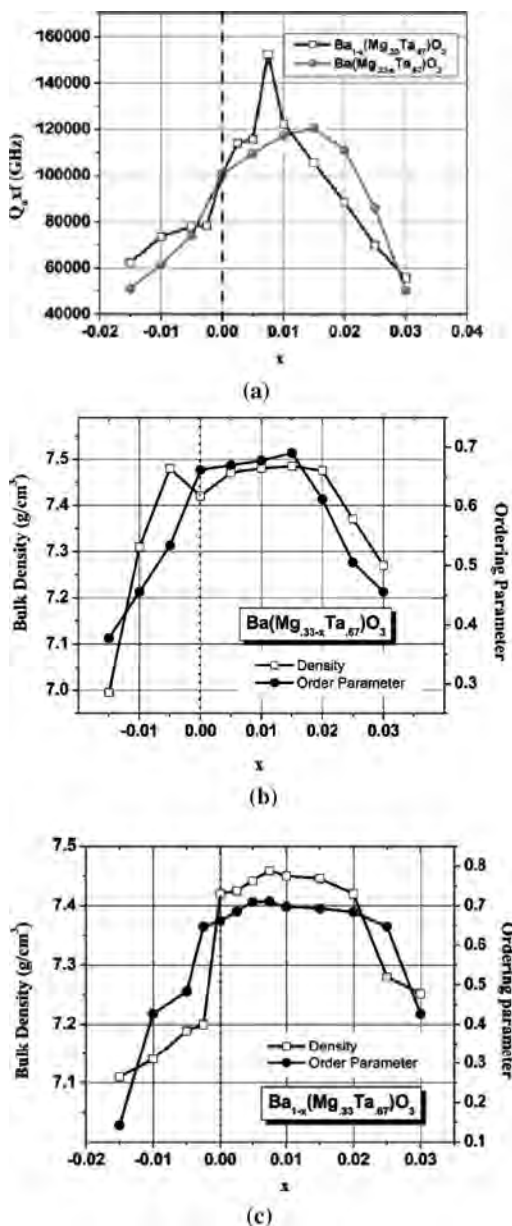 (a)
160000
140000
120000
100000
80000
60000
40000
Qᵤxf (GHz)
Ba₁₋ₓ(Mg.₃₃Ta.₆₇)O₃
Ba(Mg.₃₃₋ₓTa.₆₇)O₃
-0.02 -0.01 0.00 0.01 0.02 0.03 0.04
x
(a)
7.5
7.4
7.3
7.2
7.1
7.0
Bulk Density (g/cm³)
0.7
0.6
0.5
0.4
0.3
Ordering Parameter
Ba(Mg.₃₃₋ₓTa.₆₇)O₃
Density
Order Parameter
-0.01 0.00 0.01 0.02 0.03
x
(b)
7.5
7.4
7.3
7.2
7.1
Bulk Density (g/cm³)
0.8
0.7
0.6
0.5
0.4
0.3
0.2
0.1
Ordering parameter
Density
Order Parameter
Ba₁₋ₓ(Mg.₃₃Ta.₆₇)O₃
-0.02 -0.01 0.00 0.01 0.02 0.03
x
(c)